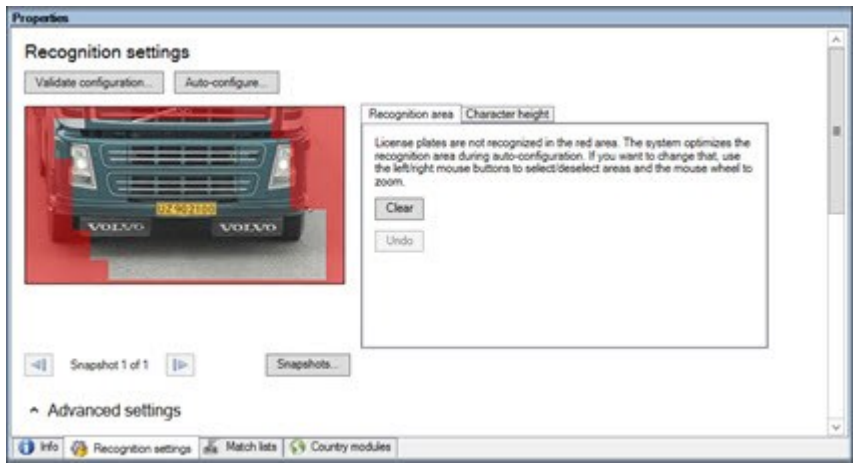 Properties
Recognition settings
Validate configuration...
Auto-configure...
Recognition area
Character height
License plates are not recognized in the red area. The system optimizes the
recognition area during auto-configuration. If you want to change that, use
the left/right mouse buttons to select/deselect areas and the mouse wheel to
zoom.
Clear
Undo
VOLVO
VOLVO
Snapshot 1 of 1
Snapshots...
Advanced settings
Info
Recognition settings
Match lists
Country modules